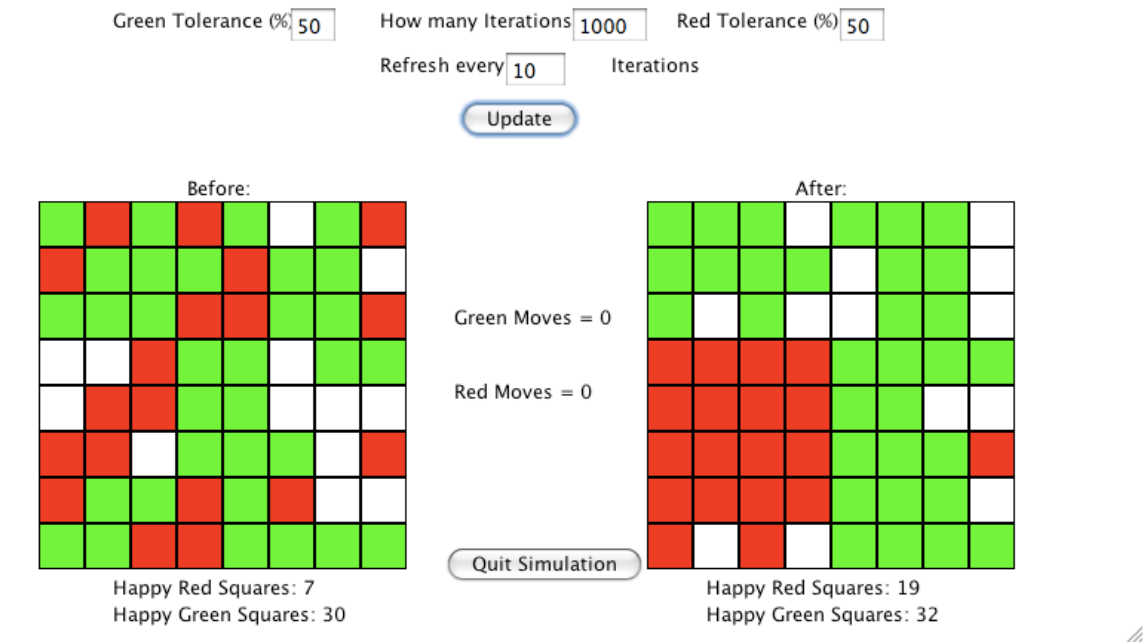 Green Tolerance (%) 50 How many Iterations 1000 Red Tolerance (%) 50
Refresh every 10 Iterations
Update
Before: After:
Green Moves = 0
Red Moves = 0
Quit Simulation
Happy Red Squares: 7 Happy Red Squares: 19
Happy Green Squares: 30 Happy Green Squares: 32